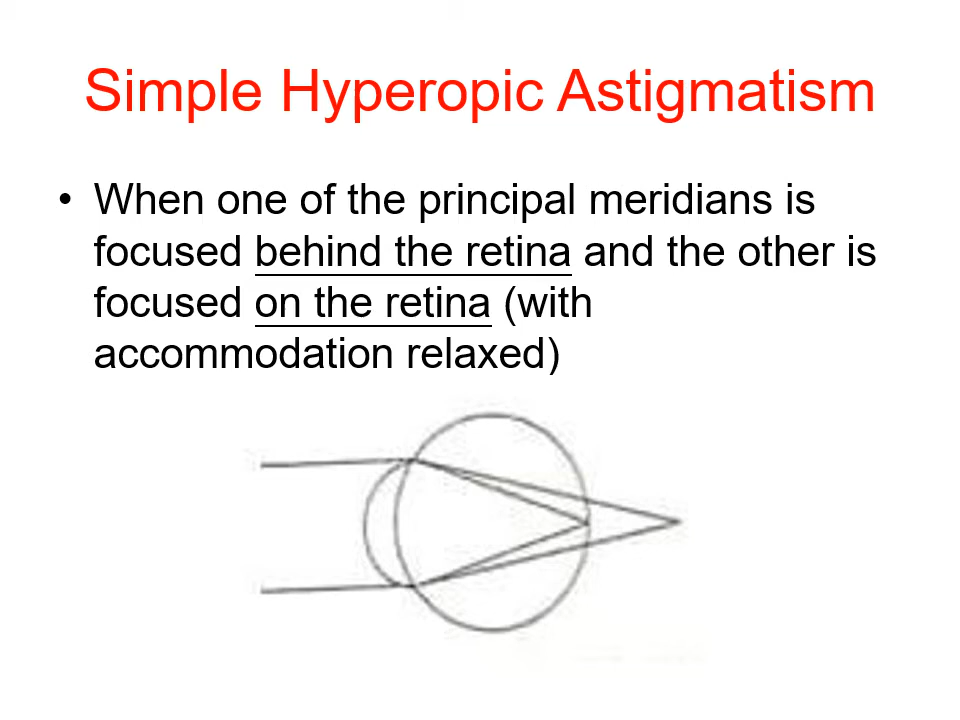 Simple Hyperopic Astigmatism
• When one of the principal meridians is
focused behind the retina and the other is
focused on the retina (with
accommodation relaxed)